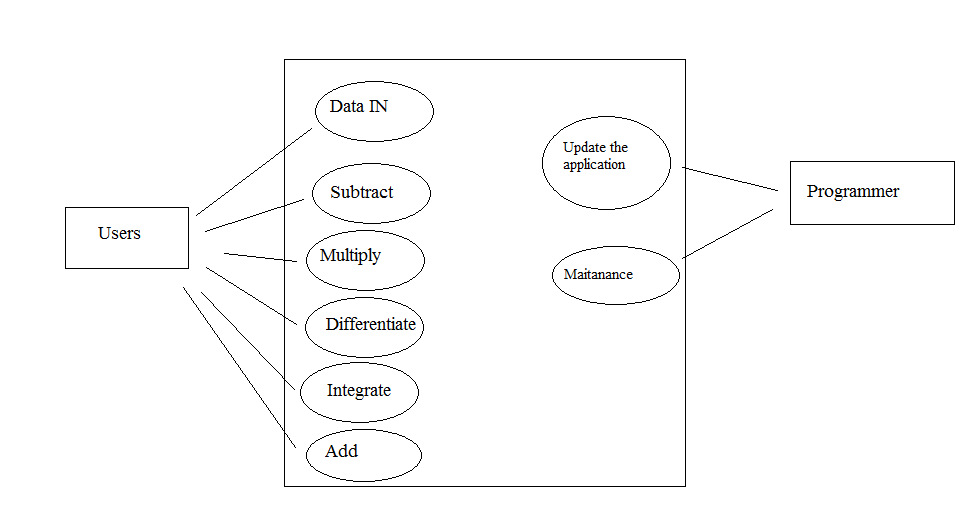 Users
Data IN
Subtract
Multiply
Differentiate
Integrate
Add
Update the
application
Maitanance
Programmer